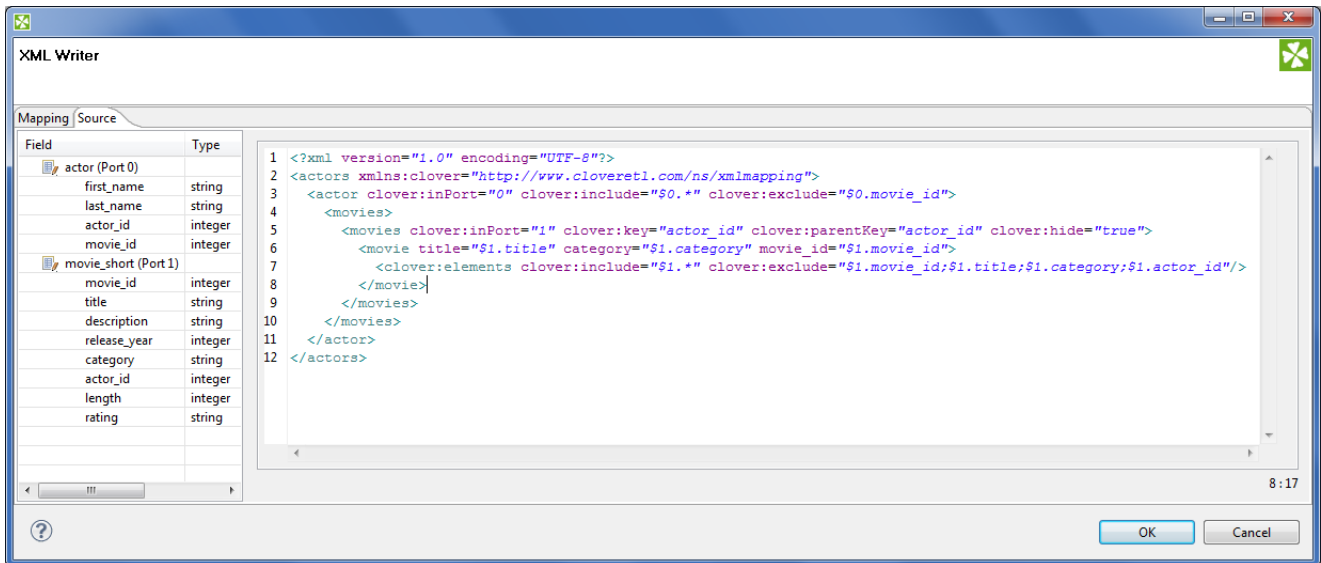 XML Writer
Mapping Source
Field Type
actor (Port 0)
first_name string
last_name string
actor_id integer
movie_id integer
movie_short (Port 1)
movie_id integer
title string
description string
release_year integer
category string
actor_id integer
length integer
rating string
1 <?xml version="1.0" encoding="UTF-8"?>
2 <actors xmlns:clover="http://www.cloveretl.com/ns/xmlmapping">
3 <actor clover:inPort="0" clover:include="$0.*" clover:exclude="$0.movie_id">
4 <movies>
5 <movies clover:inPort="1" clover:key="actor_id" clover:parentKey="actor_id" clover:hide="true">
6 <movie title="$1.title" category="$1.category" movie_id="$1.movie_id">
7 <clover:elements clover:include="$1.*" clover:exclude="$1.movie_id;$1.title;$1.category;$1.actor_id"/>
8 </movie>
9 </movies>
10 </movies>
11 </actor>
12 </actors>
8:17
?
OK Cancel